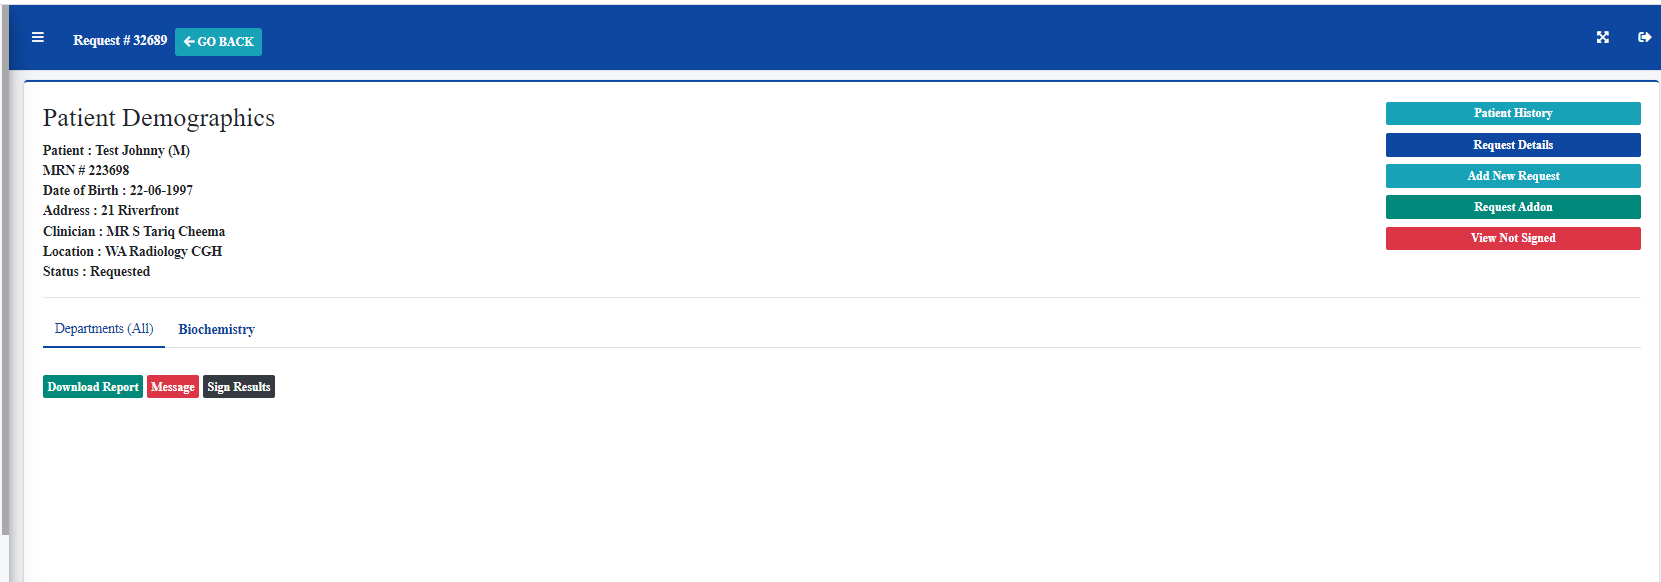 Request # 32689 GO BACK
Patient Demographics
Patient : Test Johnny (M)
MRN # 223698
Date of Birth : 22-06-1997
Address : 21 Riverfront
Clinician : MR S Tariq Cheema
Location : WA Radiology CGH
Status : Requested
Patient History
Request Details
Add New Request
Request Addon
View Not Signed
Departments (All) Biochemistry
Download Report Message Sign Results